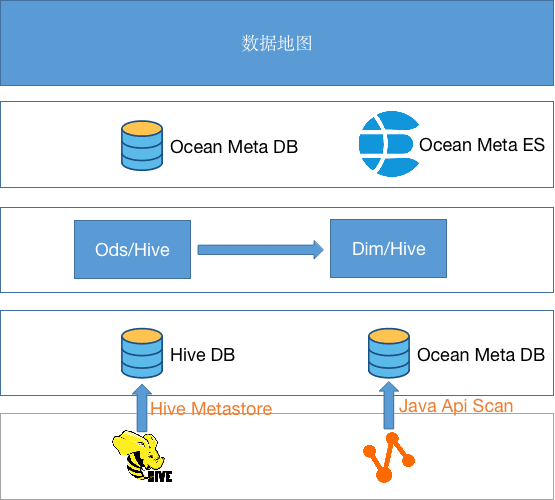 数据地图
Ocean Meta DB
Ocean Meta ES
Ods/Hive
Dim/Hive
Hive DB
Ocean Meta DB
Hive Metastore
Java Api Scan
HIVE